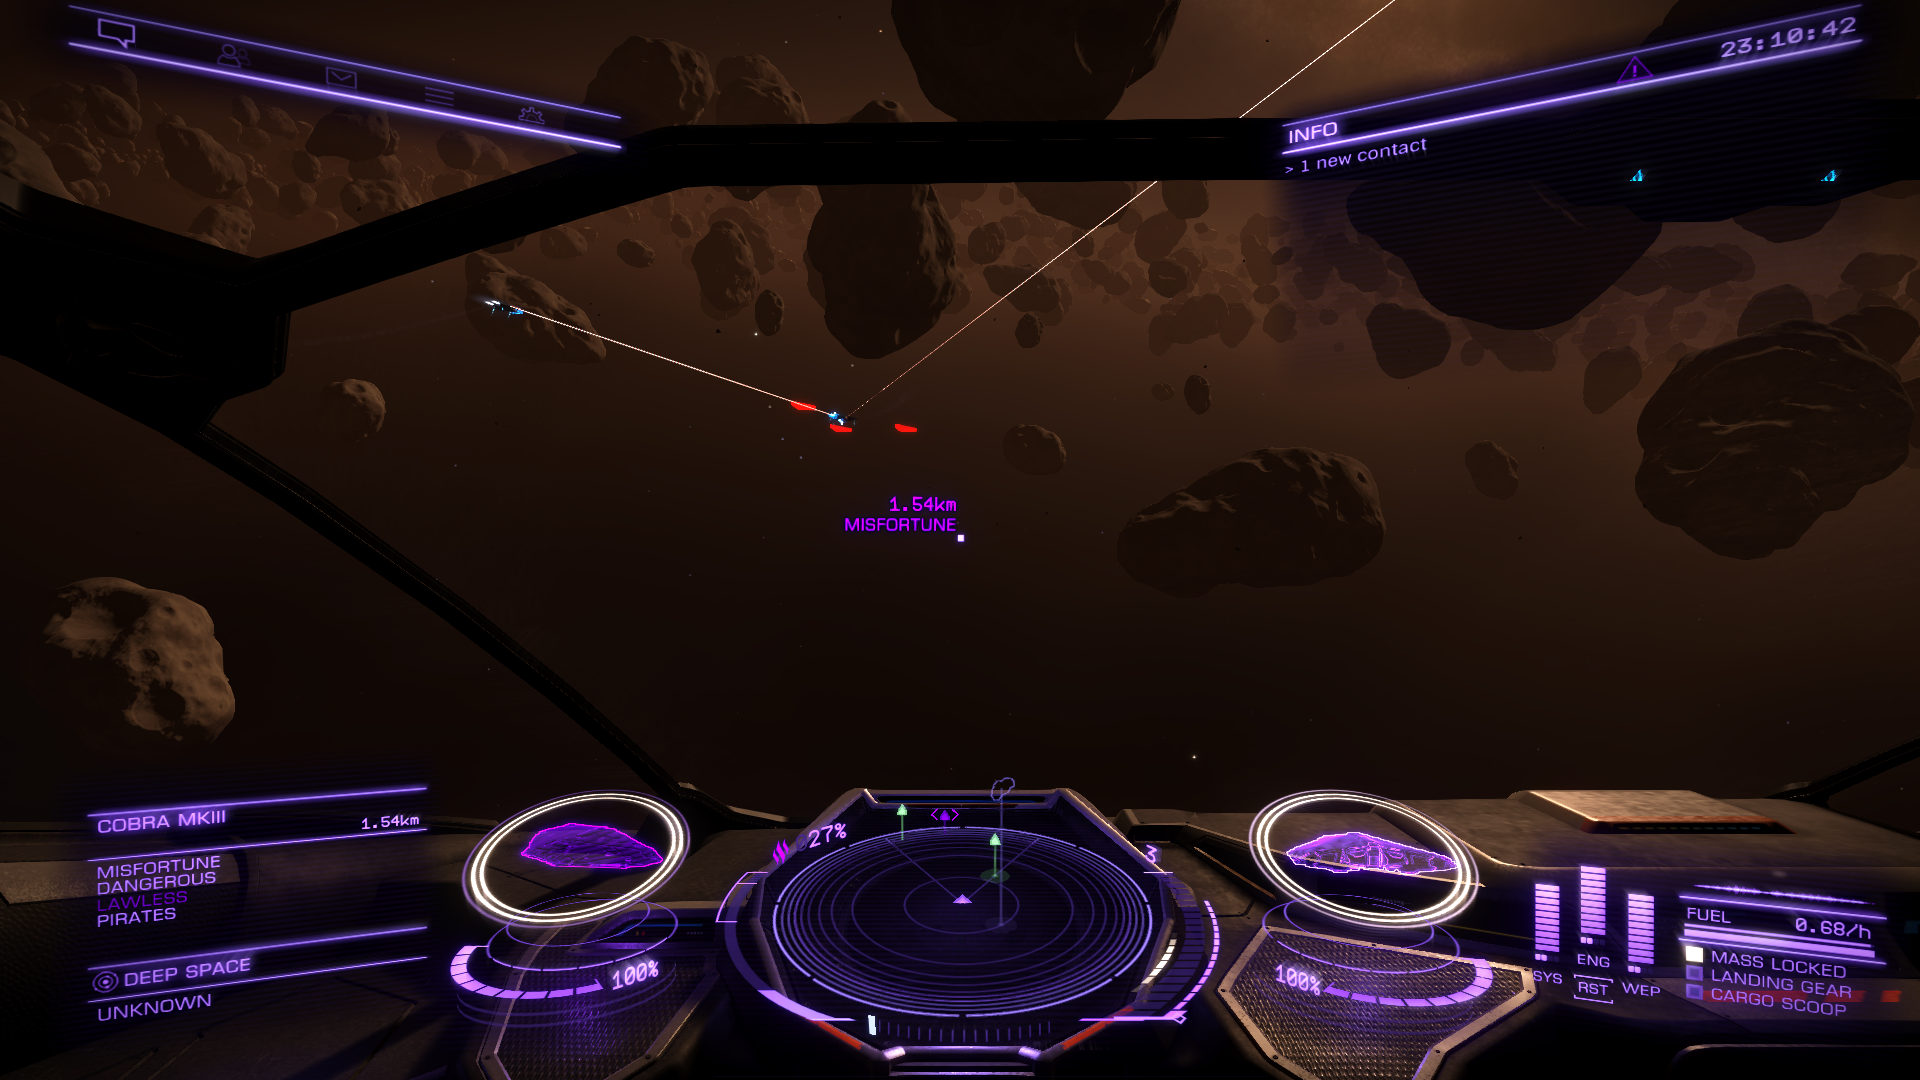 23:10:42
INFO
> 1 new contact
1.54km
MISFORTUNE
COBRA MKIII
1.54km
MISFORTUNE
DANGEROUS
LAWLESS
PIRATES
DEEP SPACE
UNKNOWN
27%
3
100%
100%
SYS
ENG
RST
WEP
FUEL
0.68/h
MASS LOCKED
LANDING GEAR
CARGO SCOOP